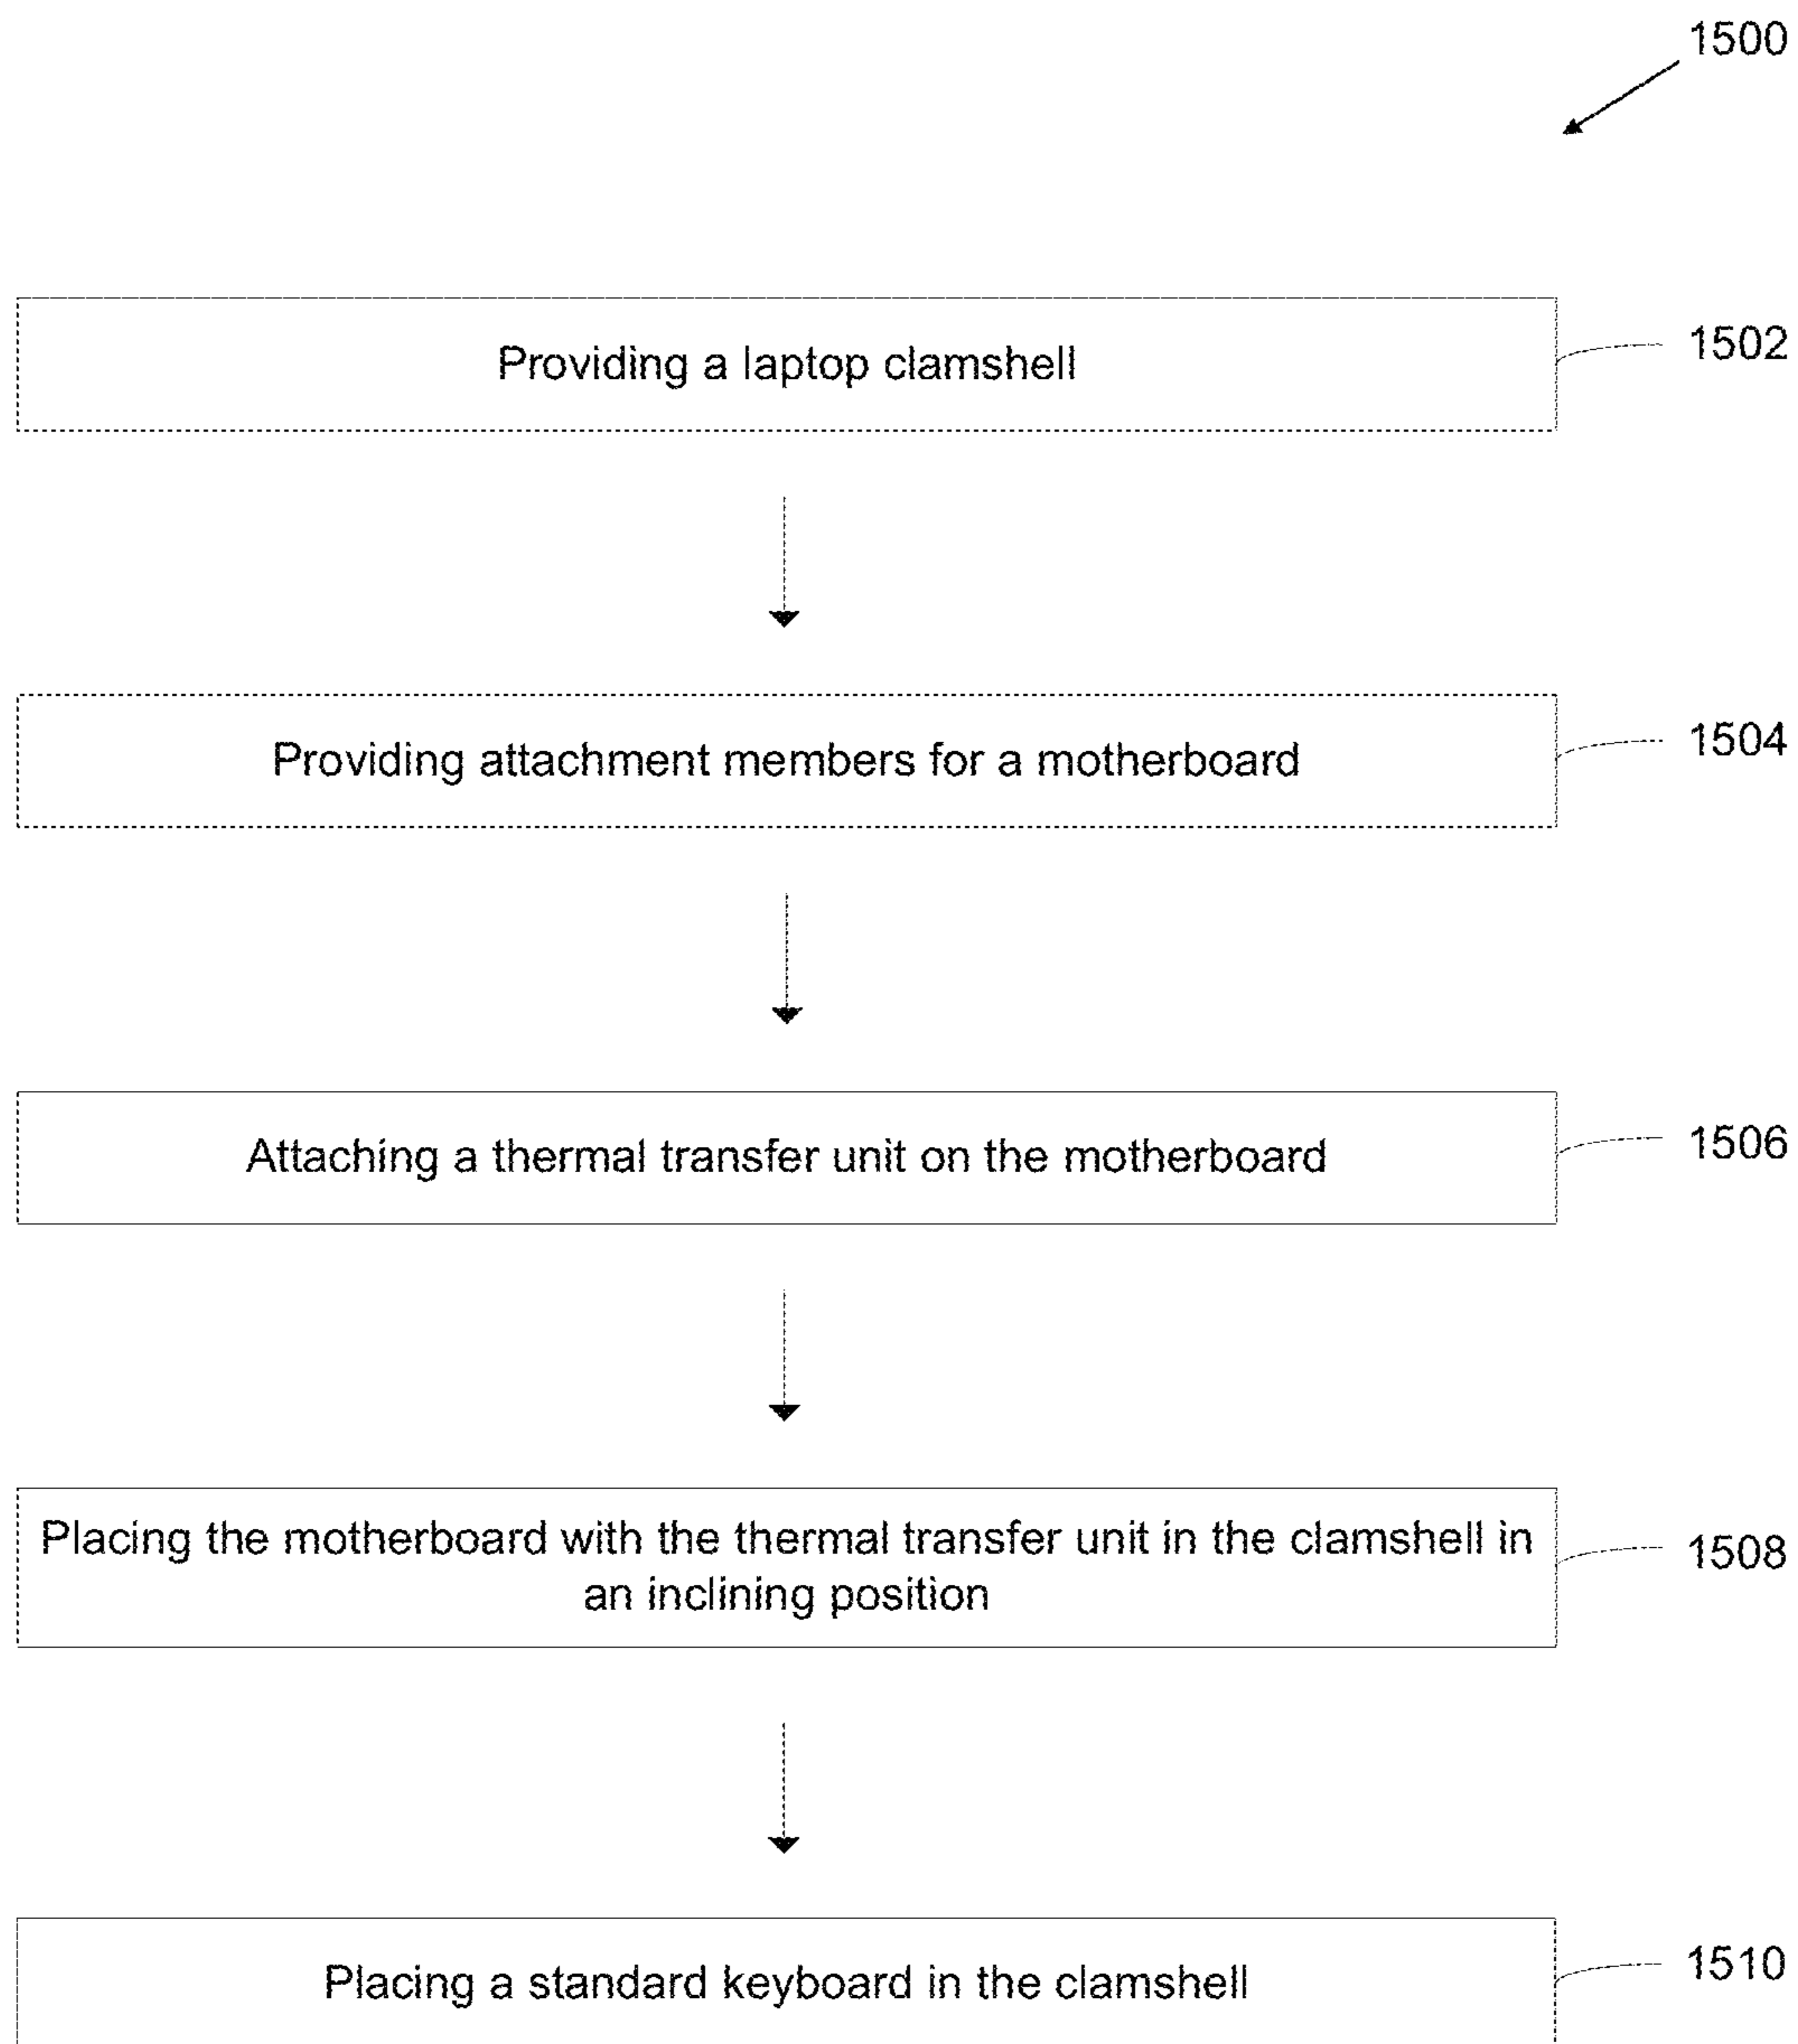 1500
Providing a laptop clamshell
1502
Providing attachment members for a motherboard
1504
Attaching a thermal transfer unit on the motherboard
1506
Placing the motherboard with the thermal transfer unit in the clamshell in
an inclining position
1508
Placing a standard keyboard in the clamshell
1510